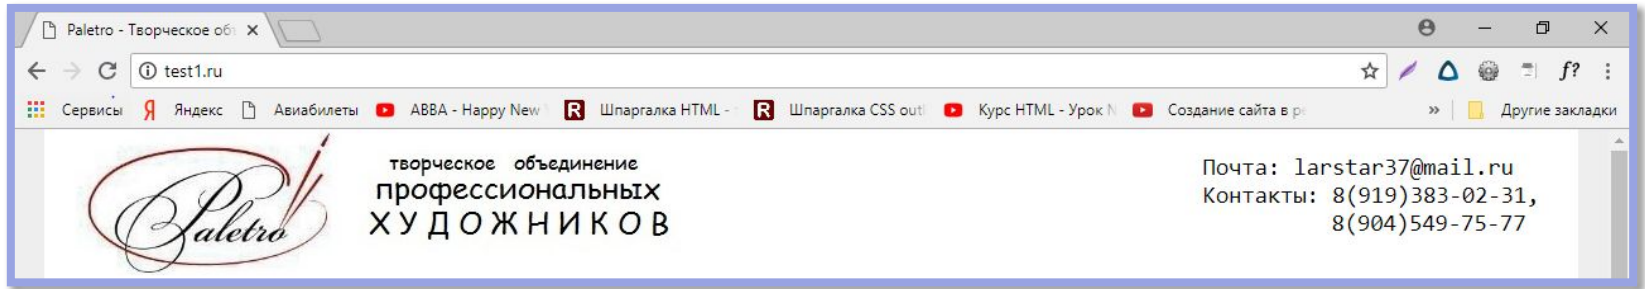 Paletro - Творческое об
test1.ru
f?
Сервисы Яндекс Авиабилеты ABBA - Happy New Шпаргалка HTML - Шпаргалка CSS out Курс HTML - Урок Создание сайта в » Другие закладки
Paletro
творческое объединение
профессиональных
ХУДОЖНИКОВ
Почта: larstar37@mail.ru
Контакты: 8(919)383-02-31,
8(904)549-75-77